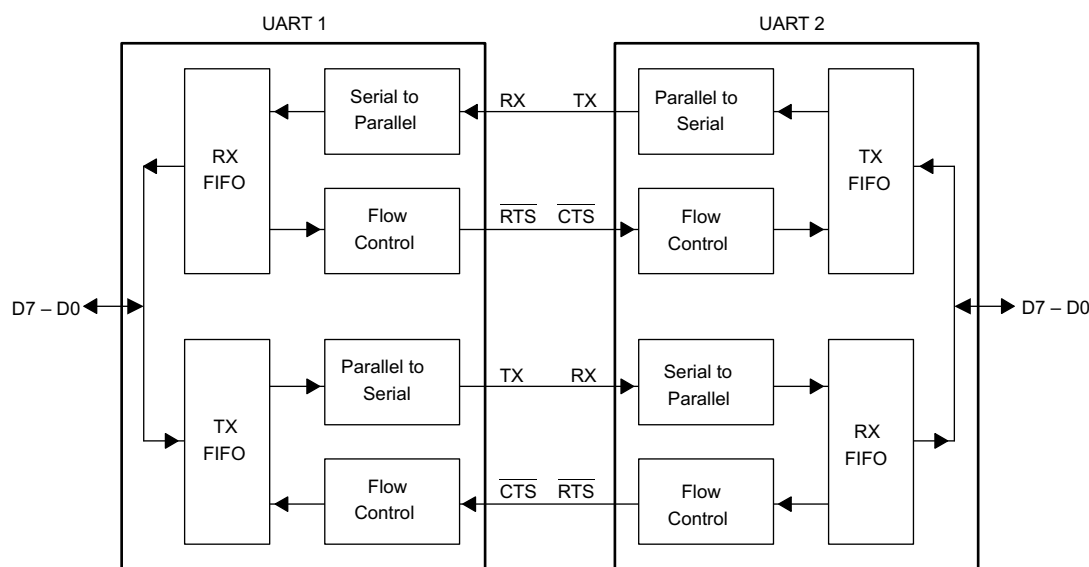 UART 1
UART 2
RX
FIFO
Serial to
Parallel
RX
TX
Parallel to
Serial
TX
FIFO
Flow
Control
RTS
CTS
Flow
Control
D7 – D0
D7 – D0
TX
FIFO
Parallel to
Serial
TX
RX
Serial to
Parallel
RX
FIFO
Flow
Control
CTS
RTS
Flow
Control